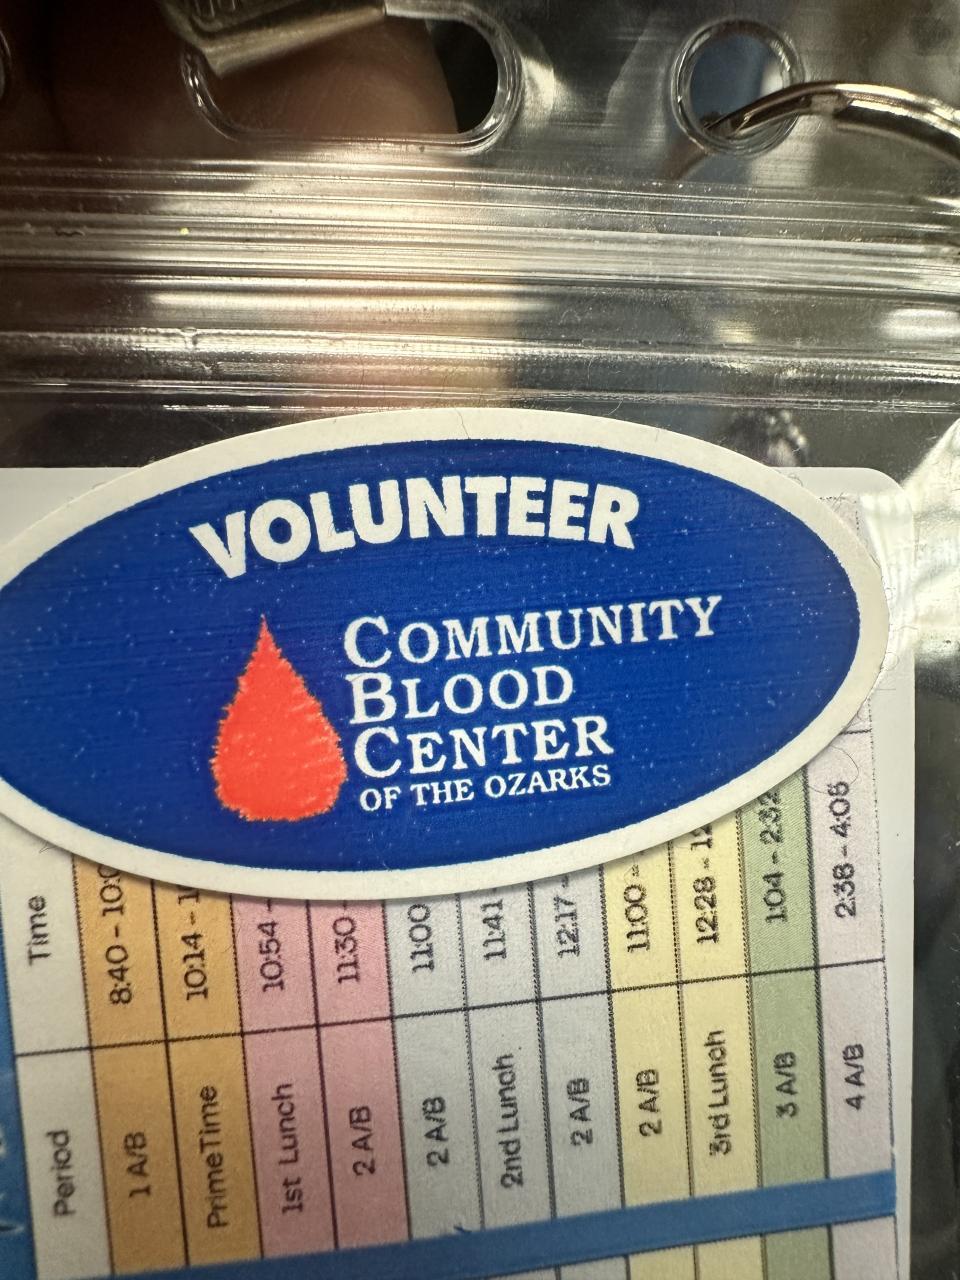 VOLUNTEER
COMMUNITY
BLOOD
CENTER
OF THE OZARKS
Period Time
1 A/B 8:40 - 10:0
PrimeTime 10:14 - 1
1st Lunch 10:54 -
2 A/B 11:30 -
2 A/B 11:00
2nd Lunch 11:41
2 A/B 12:17 -
2 A/B 11:00 -
3rd Lunch 12:28 - 12
3 A/B 1:04 - 2:32
4 A/B 2:38 - 4:06